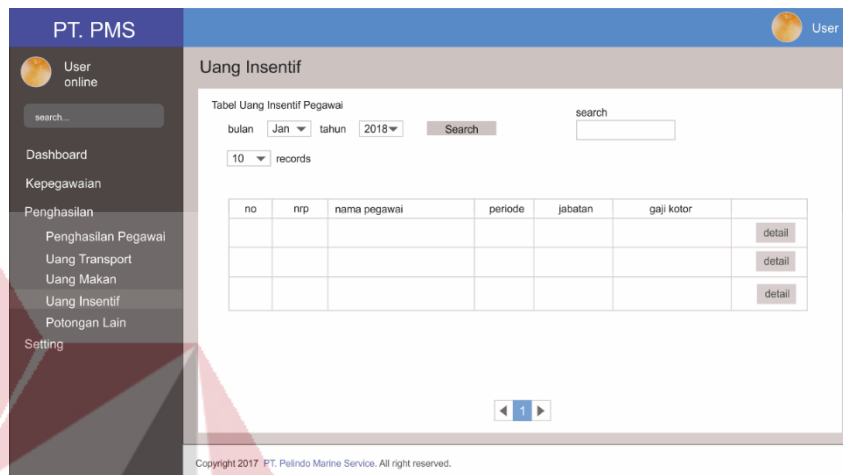 PT. PMS
User
User
online
search...
Dashboard
Kepegawaian
Penghasilan
Penghasilan Pegawai
Uang Transport
Uang Makan
Uang Insentif
Potongan Lain
Setting
Uang Insentif
Tabel Uang Insentif Pegawai
bulan Jan tahun 2018 Search
search
10 records
no nrp nama pegawai periode jabatan gaji kotor
detail
detail
detail
1
Copyright 2017 PT. Pelindo Marine Service. All right reserved.